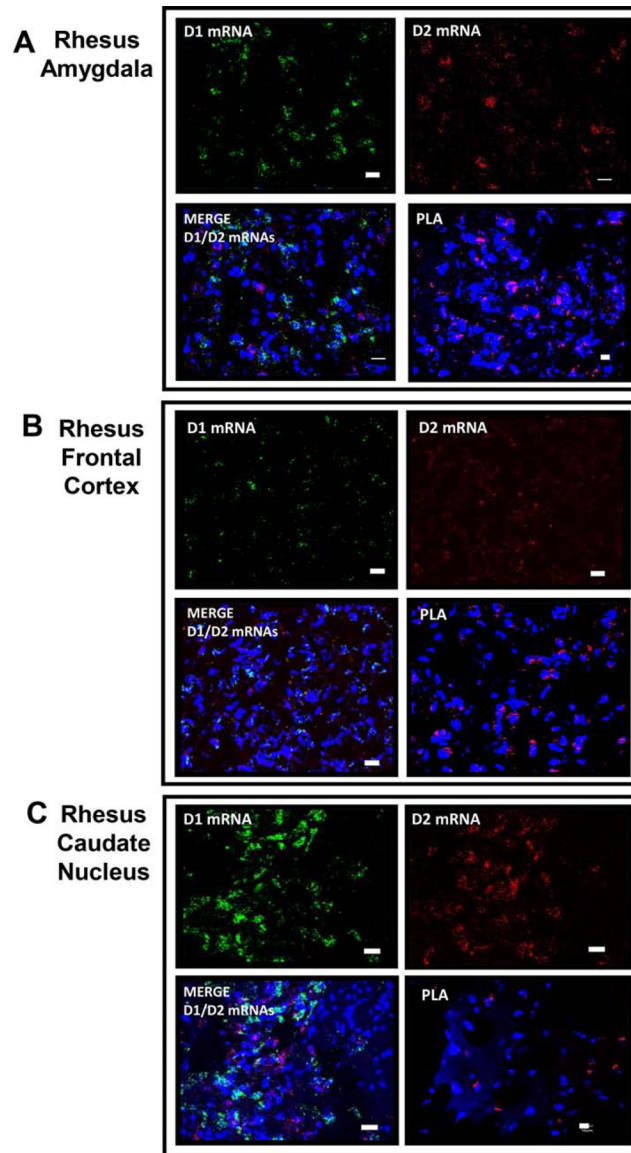 A Rhesus
Amygdala
D1 mRNA
D2 mRNA
MERGE
D1/D2 mRNAs
PLA
B Rhesus
Frontal
Cortex
D1 mRNA
D2 mRNA
MERGE
D1/D2 mRNAs
PLA
C Rhesus
Caudate
Nucleus
D1 mRNA
D2 mRNA
MERGE
D1/D2 mRNAs
PLA